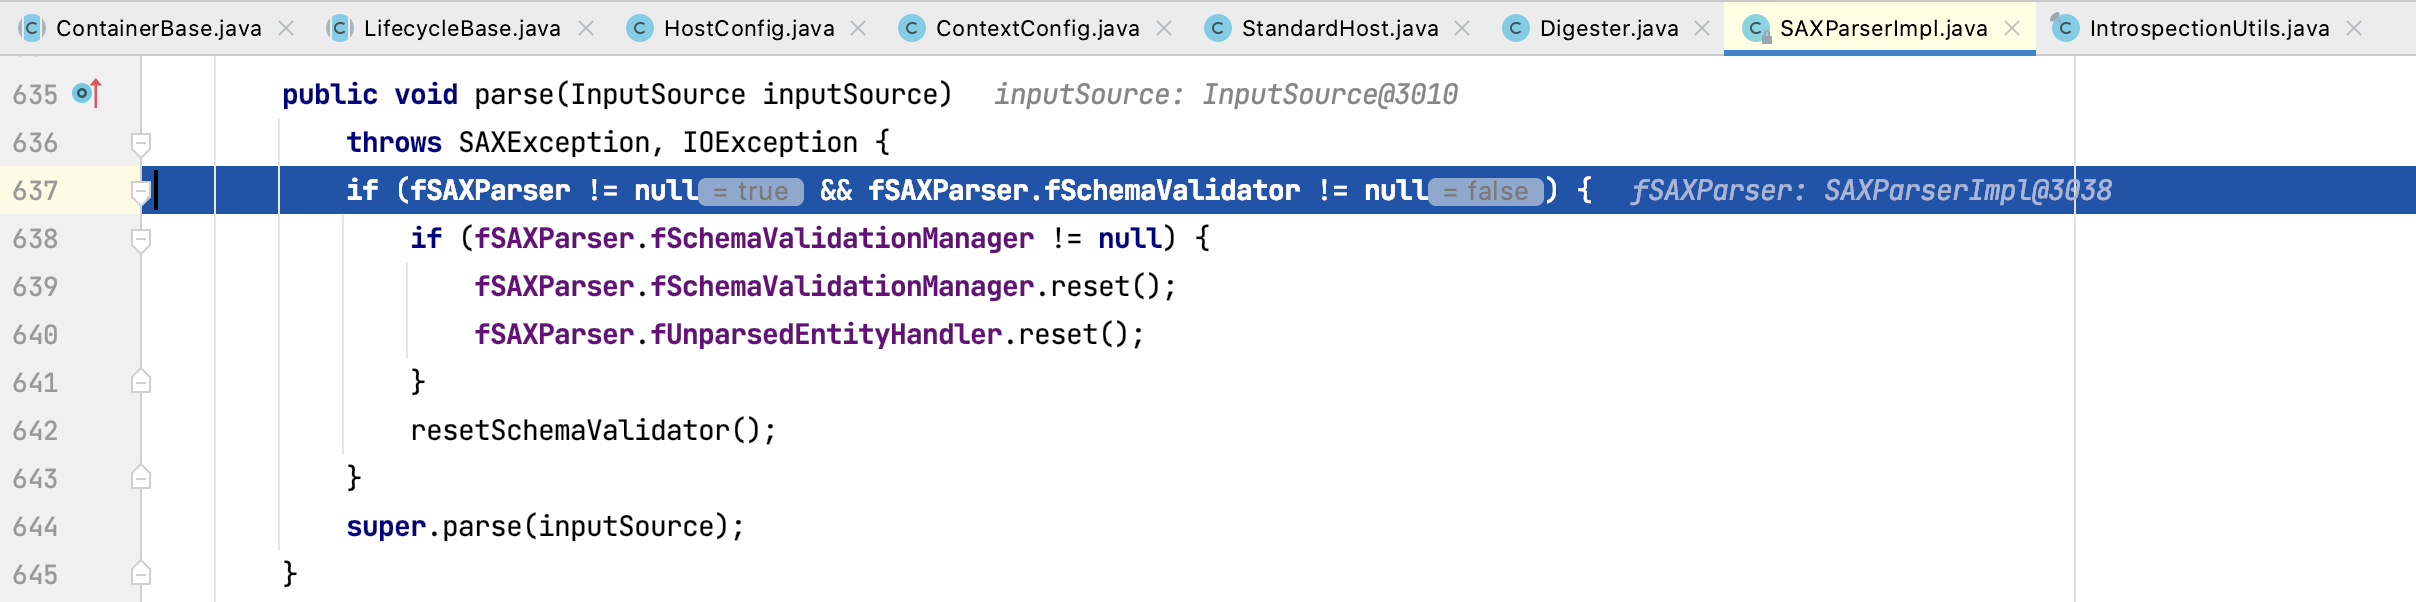 ContainerBase.java LifecycleBase.java HostConfig.java ContextConfig.java StandardHost.java Digester.java SAXParserImpl.java IntrospectionUtils.java
635 public void parse(InputSource inputSource) inputSource: InputSource@3010
636 throws SAXException, IOException {
637 if (fSAXParser != null = true && fSAXParser.fSchemaValidator != null = false ) { fSAXParser: SAXParserImpl@3038
638 if (fSAXParser.fSchemaValidationManager != null) {
639 fSAXParser.fSchemaValidationManager.reset();
640 fSAXParser.fUnparsedEntityHandler.reset();
641 }
642 resetSchemaValidator();
643 }
644 super.parse(inputSource);
645 }